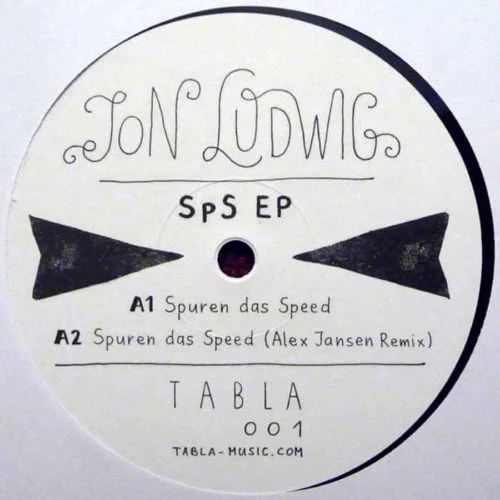 JON LUDWIG
SpS EP
A1 Spuren das Speed
A2 Spuren das Speed (Alex Jansen Remix)
TABLA
001
TABLA-MUSIC.COM